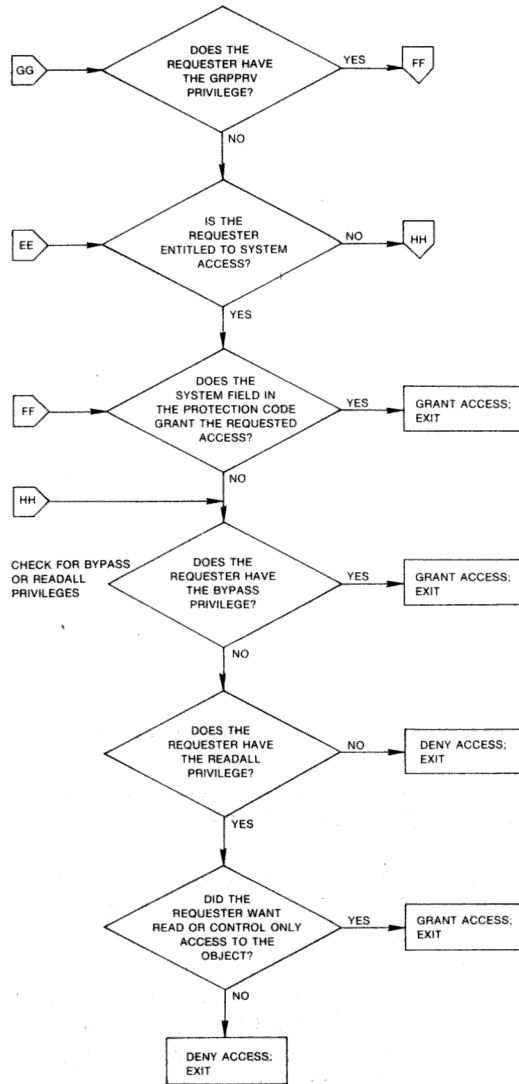 DOES THE
REQUESTER HAVE
THE GRPPRV
PRIVILEGE?
GG
YES
FF
NO
IS THE
REQUESTER
ENTITLED TO SYSTEM
ACCESS?
EE
NO
HH
YES
DOES THE
SYSTEM FIELD IN
THE PROTECTION CODE
GRANT THE REQUESTED
ACCESS?
FF
YES
GRANT ACCESS;
EXIT
NO
HH
CHECK FOR BYPASS
OR READALL
PRIVILEGES
DOES THE
REQUESTER HAVE
THE BYPASS
PRIVILEGE?
YES
GRANT ACCESS;
EXIT
NO
DOES THE
REQUESTER HAVE
THE READALL
PRIVILEGE?
NO
DENY ACCESS;
EXIT
YES
DID THE
REQUESTER WANT
READ OR CONTROL ONLY
ACCESS TO THE
OBJECT?
YES
GRANT ACCESS;
EXIT
NO
DENY ACCESS;
EXIT